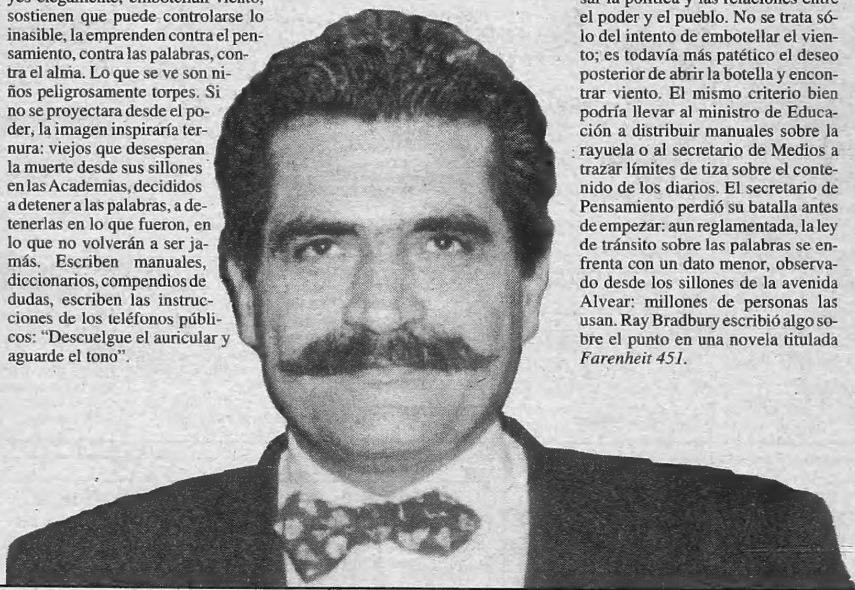 yes elegamente, embotellan viento,
sostienen que puede controlarse lo
inasible, la emprenden contra el pen-
samiento, contra las palabras, con-
tra el alma. Lo que se ve son ni-
ños peligrosamente torpes. Si
no se proyectara desde el po-
der, la imagen inspiraría ter-
nura: viejos que desesperan
la muerte desde sus sillones
en las Academias, decididos
a detener a las palabras, a de-
tenerlas en lo que fueron, en
lo que no volverán a ser ja-
más. Escriben manuales,
diccionarios, compendios de
dudas, escriben las instruc-
ciones de los teléfonos públi-
cos: “Descuelgue el auricular y
aguarde el tono”.
sar la política y las relaciones entre
el poder y el pueblo. No se trata só-
lo del intento de embotellar el vien-
to; es todavía más patético el deseo
posterior de abrir la botella y encon-
trar viento. El mismo criterio bien
podría llevar al ministro de Educa-
ción a distribuir manuales sobre la
rayuela o al secretario de Medios a
trazar límites de tiza sobre el conte-
nido de los diarios. El secretario de
Pensamiento perdió su batalla antes
de empezar: aun reglamentada, la ley
de tránsito sobre las palabras se en-
frenta con un dato menor, observa-
do desde los sillones de la avenida
Alvear: millones de personas las
usan. Ray Bradbury escribió algo so-
bre el punto en una novela titulada
Farenheit 451.